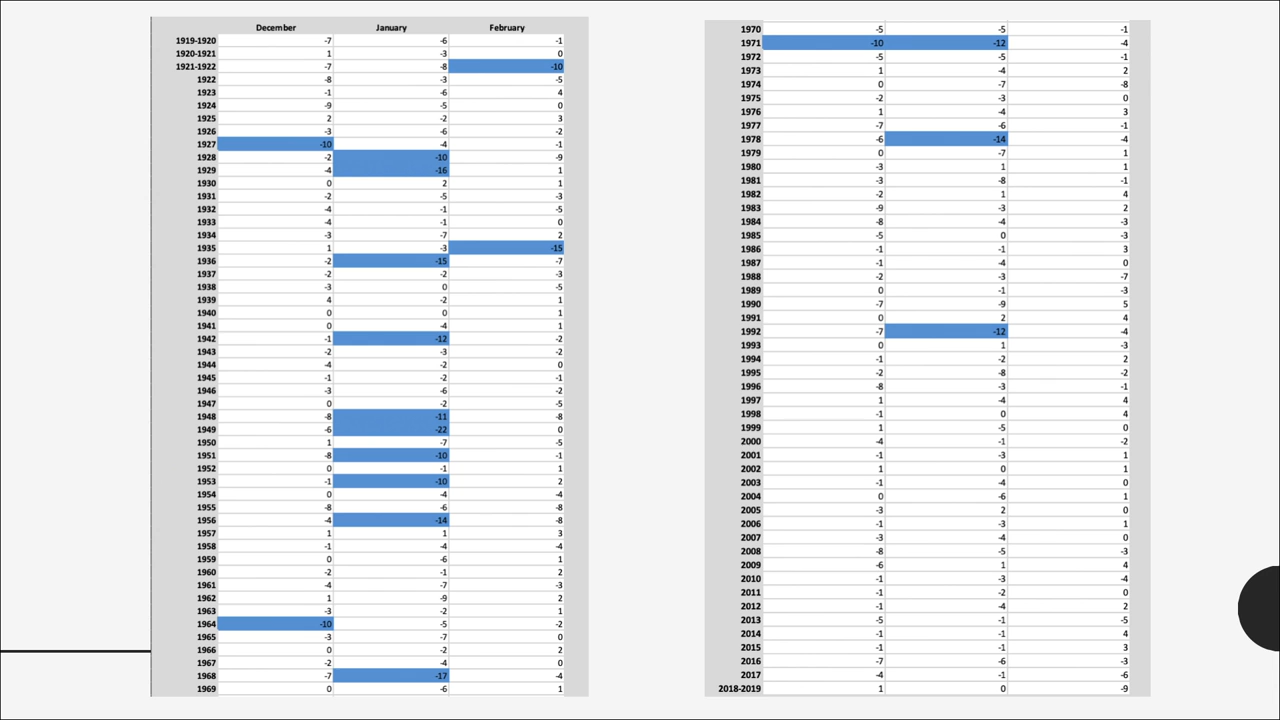 December January February
1919-1920 -7 -6 -1
1920-1921 1 -3 0
1921-1922 -7 -8 -10
1922 -8 -3 -5
1923 -1 -6 4
1924 -9 -5 0
1925 2 -2 3
1926 -3 -6 -2
1927 -10 -4 -1
1928 -2 -10 -9
1929 -4 -16 1
1930 0 2 1
1931 -2 -5 -3
1932 -4 -1 -5
1933 -4 -1 0
1934 -3 -7 2
1935 1 -3 -15
1936 -2 -15 -7
1937 -2 -2 -3
1938 -3 0 -5
1939 4 -2 1
1940 0 0 1
1941 0 -4 1
1942 -1 -12 -2
1943 -2 -3 -2
1944 -4 -2 0
1945 -1 -2 -1
1946 -3 -6 -2
1947 0 -2 -5
1948 -8 -11 -8
1949 -6 -22 0
1950 1 -7 -5
1951 -8 -10 -1
1952 0 -1 1
1953 -1 -10 2
1954 0 -4 -4
1955 -8 -6 -8
1956 -4 -14 -8
1957 1 1 3
1958 -1 -4 -4
1959 0 -6 1
1960 -2 -1 2
1961 -4 -7 -3
1962 1 -9 2
1963 -3 -2 1
1964 -10 -5 -2
1965 -3 -7 0
1966 0 -2 2
1967 -2 -4 0
1968 -7 -17 -4
1969 0 -6 1
1970 -5 -5 -1
1971 -10 -12 -4
1972 -5 -5 -1
1973 1 -4 2
1974 0 -7 -8
1975 -2 -3 0
1976 1 -4 3
1977 -7 -6 -1
1978 -6 -14 -4
1979 0 -7 1
1980 -3 1 1
1981 -3 -8 -1
1982 -2 1 4
1983 -9 -3 2
1984 -8 -4 -3
1985 -5 0 -3
1986 -1 -1 3
1987 -1 -4 0
1988 -2 -3 -7
1989 0 -1 -3
1990 -7 -9 5
1991 0 2 4
1992 -7 -12 -4
1993 0 1 -3
1994 -1 -2 2
1995 -2 -8 -2
1996 -8 -3 -1
1997 1 -4 4
1998 -1 0 4
1999 1 -5 0
2000 -4 -1 -2
2001 -1 -3 1
2002 1 0 1
2003 -1 -4 0
2004 0 -6 1
2005 -3 2 0
2006 -1 -3 1
2007 -3 -4 0
2008 -8 -5 -3
2009 -6 1 4
2010 -1 -3 -4
2011 -1 -2 0
2012 -1 -4 2
2013 -5 -1 -5
2014 -1 -1 4
2015 -1 -1 3
2016 -7 -6 -3
2017 -4 -1 -6
2018-2019 1 0 -9